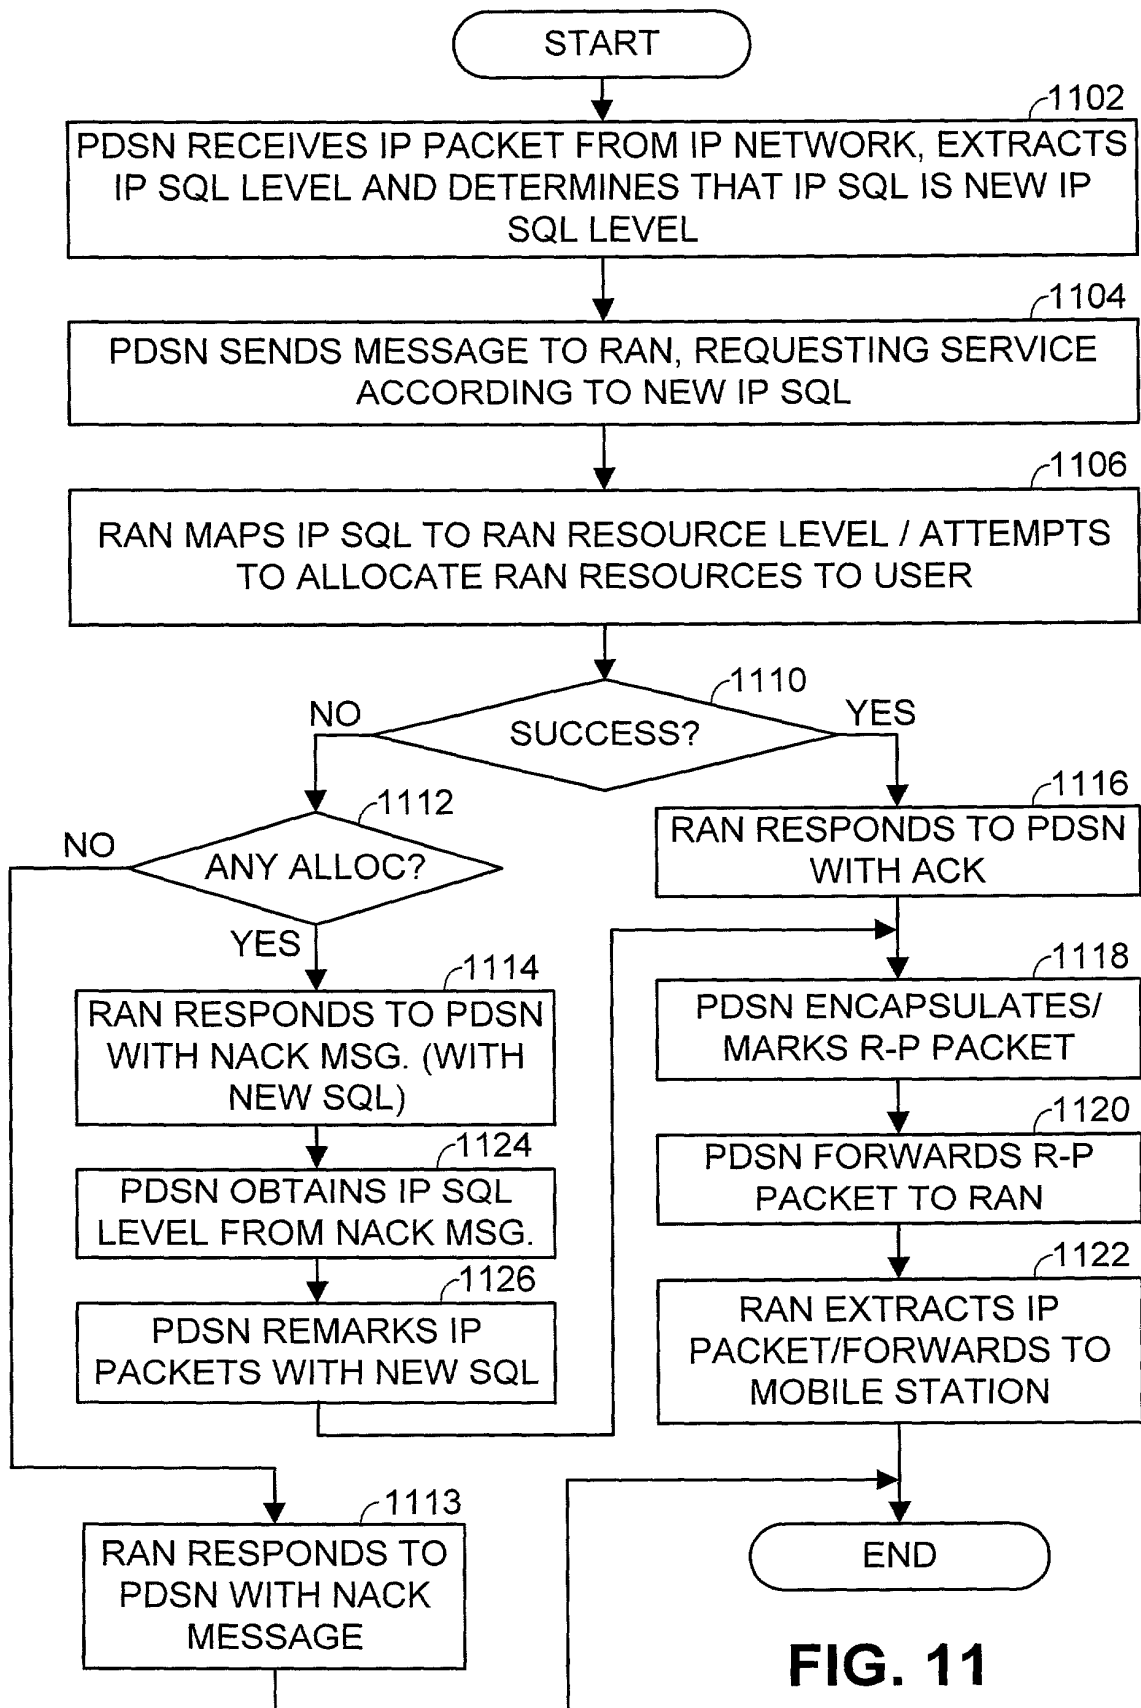 START
1102
PDSN RECEIVES IP PACKET FROM IP NETWORK, EXTRACTS
IP SQL LEVEL AND DETERMINES THAT IP SQL IS NEW IP
SQL LEVEL
1104
PDSN SENDS MESSAGE TO RAN, REQUESTING SERVICE
ACCORDING TO NEW IP SQL
1106
RAN MAPS IP SQL TO RAN RESOURCE LEVEL / ATTEMPTS
TO ALLOCATE RAN RESOURCES TO USER
1110
SUCCESS?
NO
YES
1112
ANY ALLOC?
NO
YES
1114
RAN RESPONDS TO PDSN
WITH NACK MSG. (WITH
NEW SQL)
1124
PDSN OBTAINS IP SQL
LEVEL FROM NACK MSG.
1126
PDSN REMARKS IP
PACKETS WITH NEW SQL
1116
RAN RESPONDS TO PDSN
WITH ACK
1118
PDSN ENCAPSULATES/
MARKS R-P PACKET
1120
PDSN FORWARDS R-P
PACKET TO RAN
1122
RAN EXTRACTS IP
PACKET/FORWARDS TO
MOBILE STATION
1113
RAN RESPONDS TO
PDSN WITH NACK
MESSAGE
END
FIG. 11